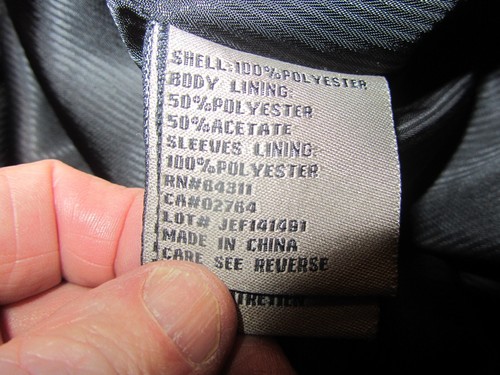 SHELL:100%POLYESTER
BODY LINING:
50%POLYESTER
50%ACETATE
SLEEVES LINING:
100%POLYESTER
RN#64311
CA#02764
LOT# JEF141491
MADE IN CHINA
CARE SEE REVERSE